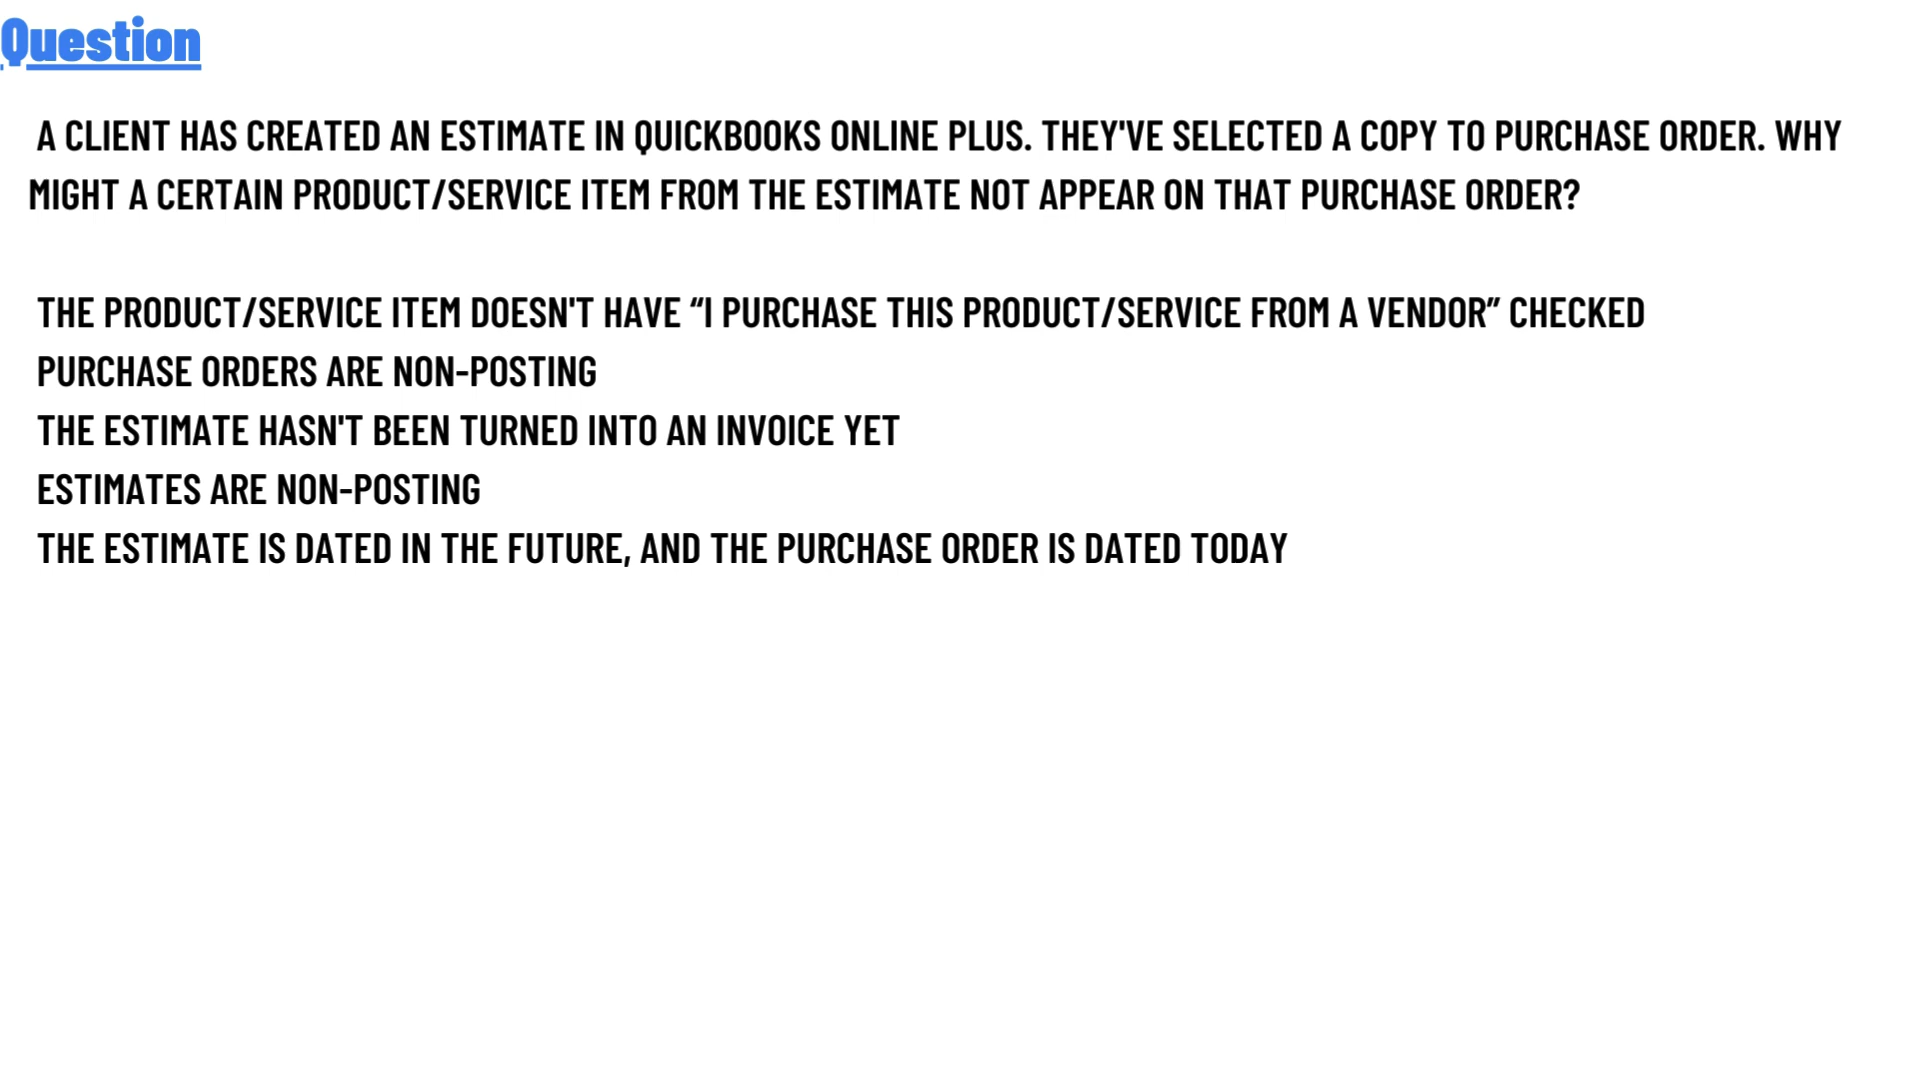 Question
A CLIENT HAS CREATED AN ESTIMATE IN QUICKBOOKS ONLINE PLUS. THEY'VE SELECTED A COPY TO PURCHASE ORDER. WHY
MIGHT A CERTAIN PRODUCT/SERVICE ITEM FROM THE ESTIMATE NOT APPEAR ON THAT PURCHASE ORDER?
THE PRODUCT/SERVICE ITEM DOESN'T HAVE “I PURCHASE THIS PRODUCT/SERVICE FROM A VENDOR” CHECKED
PURCHASE ORDERS ARE NON-POSTING
THE ESTIMATE HASN'T BEEN TURNED INTO AN INVOICE YET
ESTIMATES ARE NON-POSTING
THE ESTIMATE IS DATED IN THE FUTURE, AND THE PURCHASE ORDER IS DATED TODAY